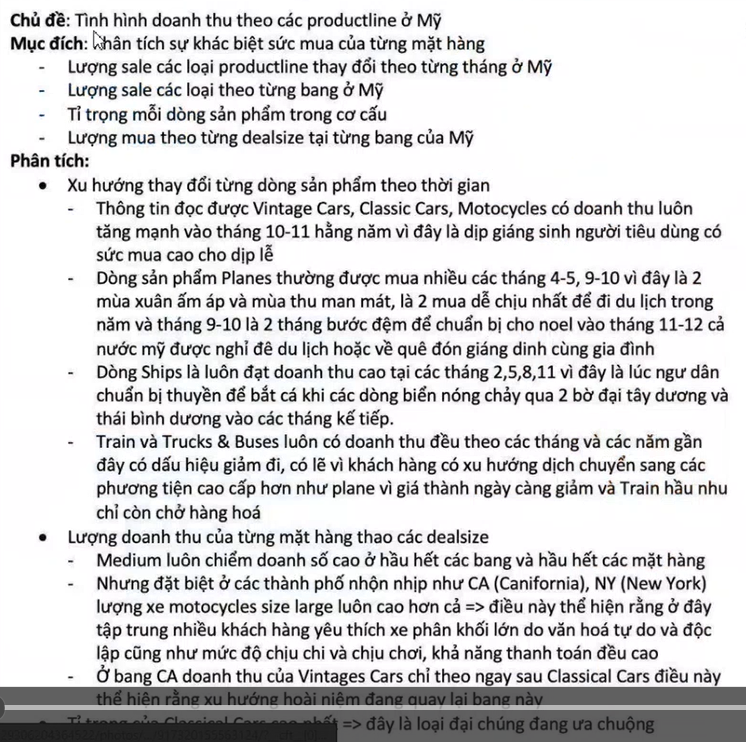 Chủ đề: Tình hình doanh thu theo các productline ở Mỹ
Mục đích: Phân tích sự khác biệt sức mua của từng mặt hàng
- Lượng sale các loại productline thay đổi theo từng tháng ở Mỹ
- Lượng sale các loại theo từng bang ở Mỹ
- Tỉ trọng mỗi dòng sản phẩm trong cơ cấu
- Lượng mua theo từng dealsize tại từng bang của Mỹ
Phân tích:
• Xu hướng thay đổi từng dòng sản phẩm theo thời gian
- Thông tin đọc được Vintage Cars, Classic Cars, Motocycles có doanh thu luôn
tăng mạnh vào tháng 10-11 hằng năm vì đây là dịp giáng sinh người tiêu dùng có
sức mua cao cho dịp lễ
- Dòng sản phẩm Planes thường được mua nhiều các tháng 4-5, 9-10 vì đây là 2
mùa xuân ấm áp và mùa thu man mát, là 2 mua dễ chịu nhất để đi du lịch trong
năm và tháng 9-10 là 2 tháng bước đệm để chuẩn bị cho noel vào tháng 11-12 cả
nước mỹ được nghỉ đê du lịch hoặc về quê đón giáng dinh cùng gia đình
- Dòng Ships là luôn đạt doanh thu cao tại các tháng 2,5,8,11 vì đây là lúc ngư dân
chuẩn bị thuyền để bắt cá khi các dòng biển nóng chảy qua 2 bờ đại tây dương và
thái bình dương vào các tháng kế tiếp.
- Train và Trucks & Buses luôn có doanh thu đều theo các tháng và các năm gần
đây có dấu hiệu giảm đi, có lẽ vì khách hàng có xu hướng dịch chuyển sang các
phương tiện cao cấp hơn như plane vì giá thành ngày càng giảm và Train hầu nhu
chỉ còn chở hàng hoá
• Lượng doanh thu của từng mặt hàng thao các dealsize
- Medium luôn chiếm doanh số cao ở hầu hết các bang và hầu hết các mặt hàng
- Nhưng đặt biệt ở các thành phố nhộn nhịp như CA (Canifornia), NY (New York)
lượng xe motocycles size large luôn cao hơn cả => điều này thể hiện rằng ở đây
tập trung nhiều khách hàng yêu thích xe phân khối lớn do văn hoá tự do và độc
lập cũng như mức độ chịu chi và chịu chơi, khả năng thanh toán đều cao
- Ở bang CA doanh thu của Vintages Cars chỉ theo ngay sau Classical Cars điều này
thể hiện rằng xu hướng hoài niệm đang quay lại bang này
• Tỉ trọng của Classical Cars cao nhất => đây là loại đại chúng đang ưa chuộng